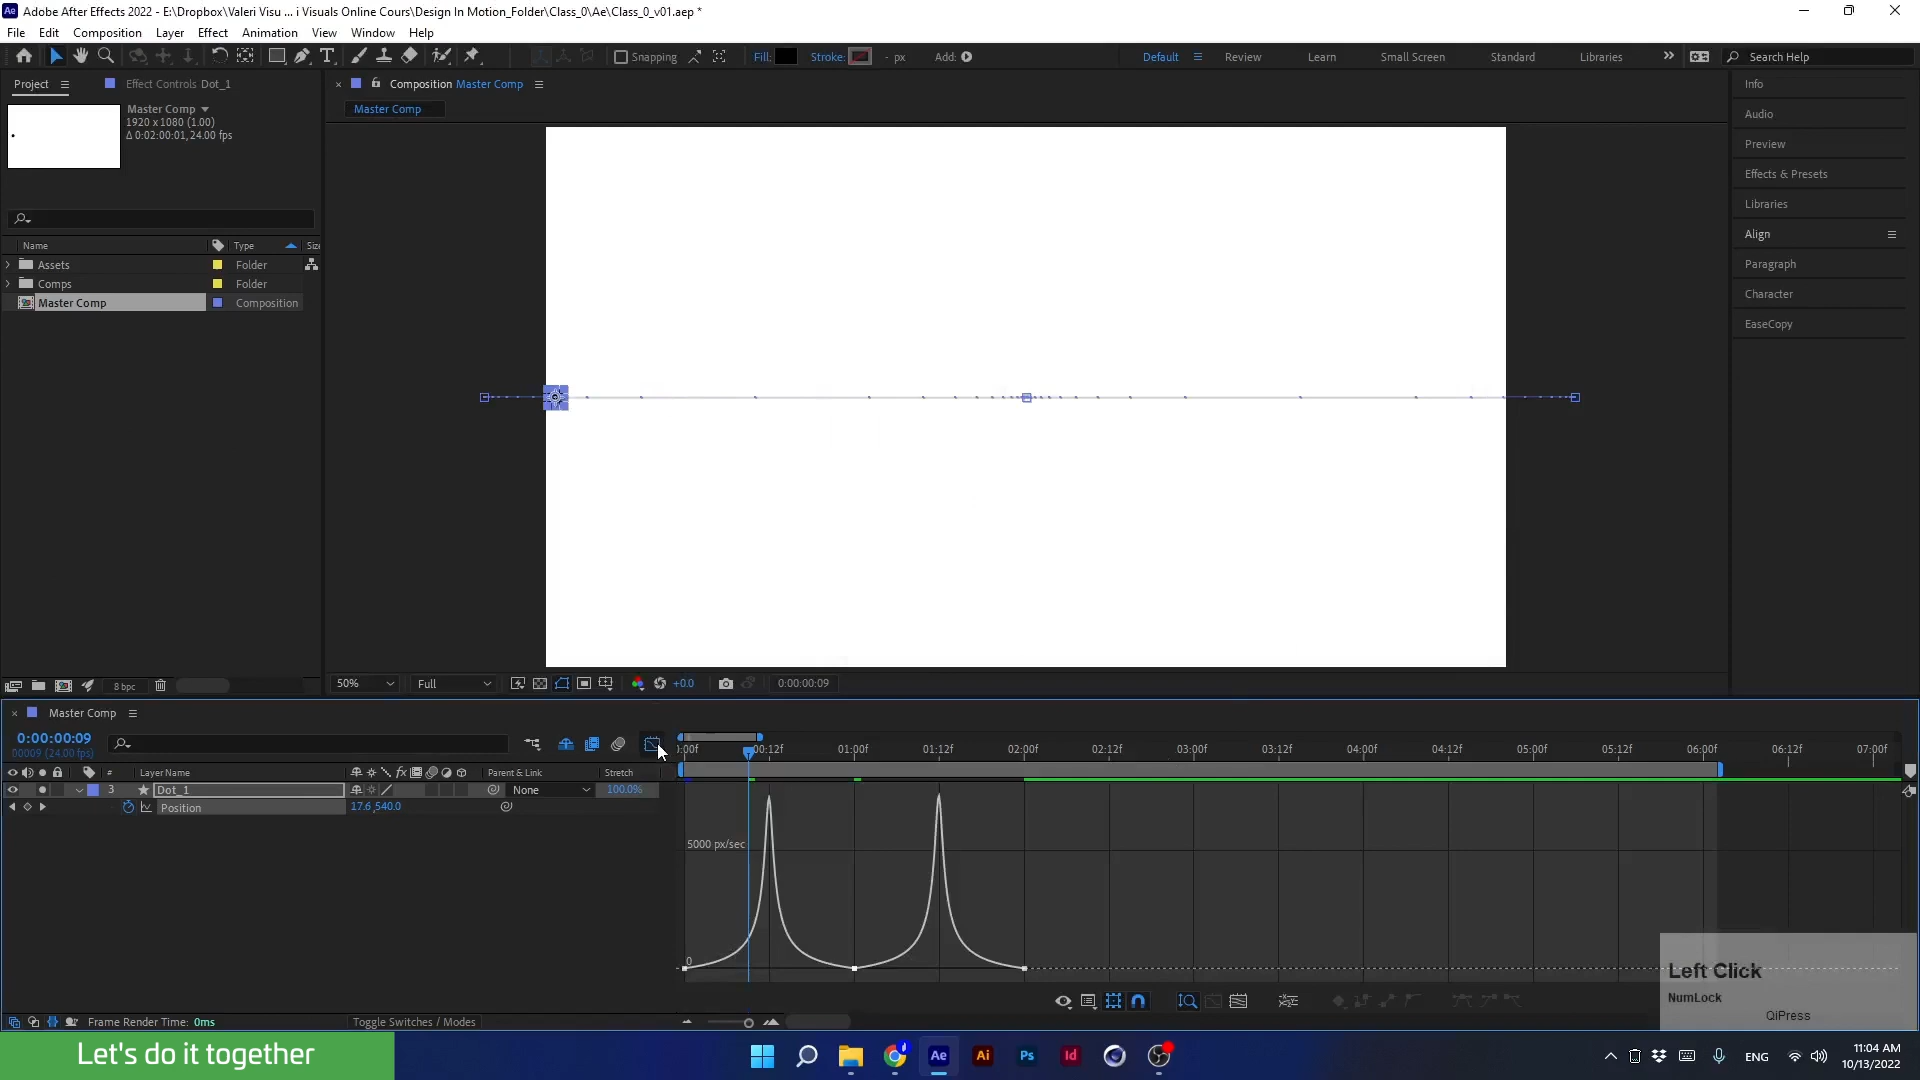 Adobe After Effects 2022 - E:\Dropbox\Valeri Visu ... i Visuals Online Cours\Design In Motion_Folder\Class_0\Ae\Class_0_v01.aep *
File Edit Composition Layer Effect Animation View Window Help
Snapping Fill: Stroke: - px Add: Default Review Learn Small Screen Standard Libraries Search Help
Project Effect Controls Dot_1
Composition Master Comp
Master Comp
Master Comp
1920 x 1080 (1.00)
Δ 0:02:00:01, 24.00 fps
Name Type Size
Assets Folder
Comps Folder
Master Comp Composition
Info
Audio
Preview
Effects & Presets
Libraries
Align
Paragraph
Character
EaseCopy
8 bpc
50% Full +0.0 0:00:00:09
Master Comp
0:00:00:09
00009 (24.00 fps)
:00f 00:12f 01:00f 01:12f 02:00f 02:12f 03:00f 03:12f 04:00f 04:12f 05:00f 05:12f 06:00f 06:12f 07:00f
# Layer Name fx Parent & Link Stretch
3 Dot_1 None 100.0%
Position 17.6,540.0
5000 px/sec
0
Left Click
NumLock
QiPress
Frame Render Time: 0ms Toggle Switches / Modes
Let's do it together
Ae Ai Ps Id
ENG
11:04 AM
10/13/2022